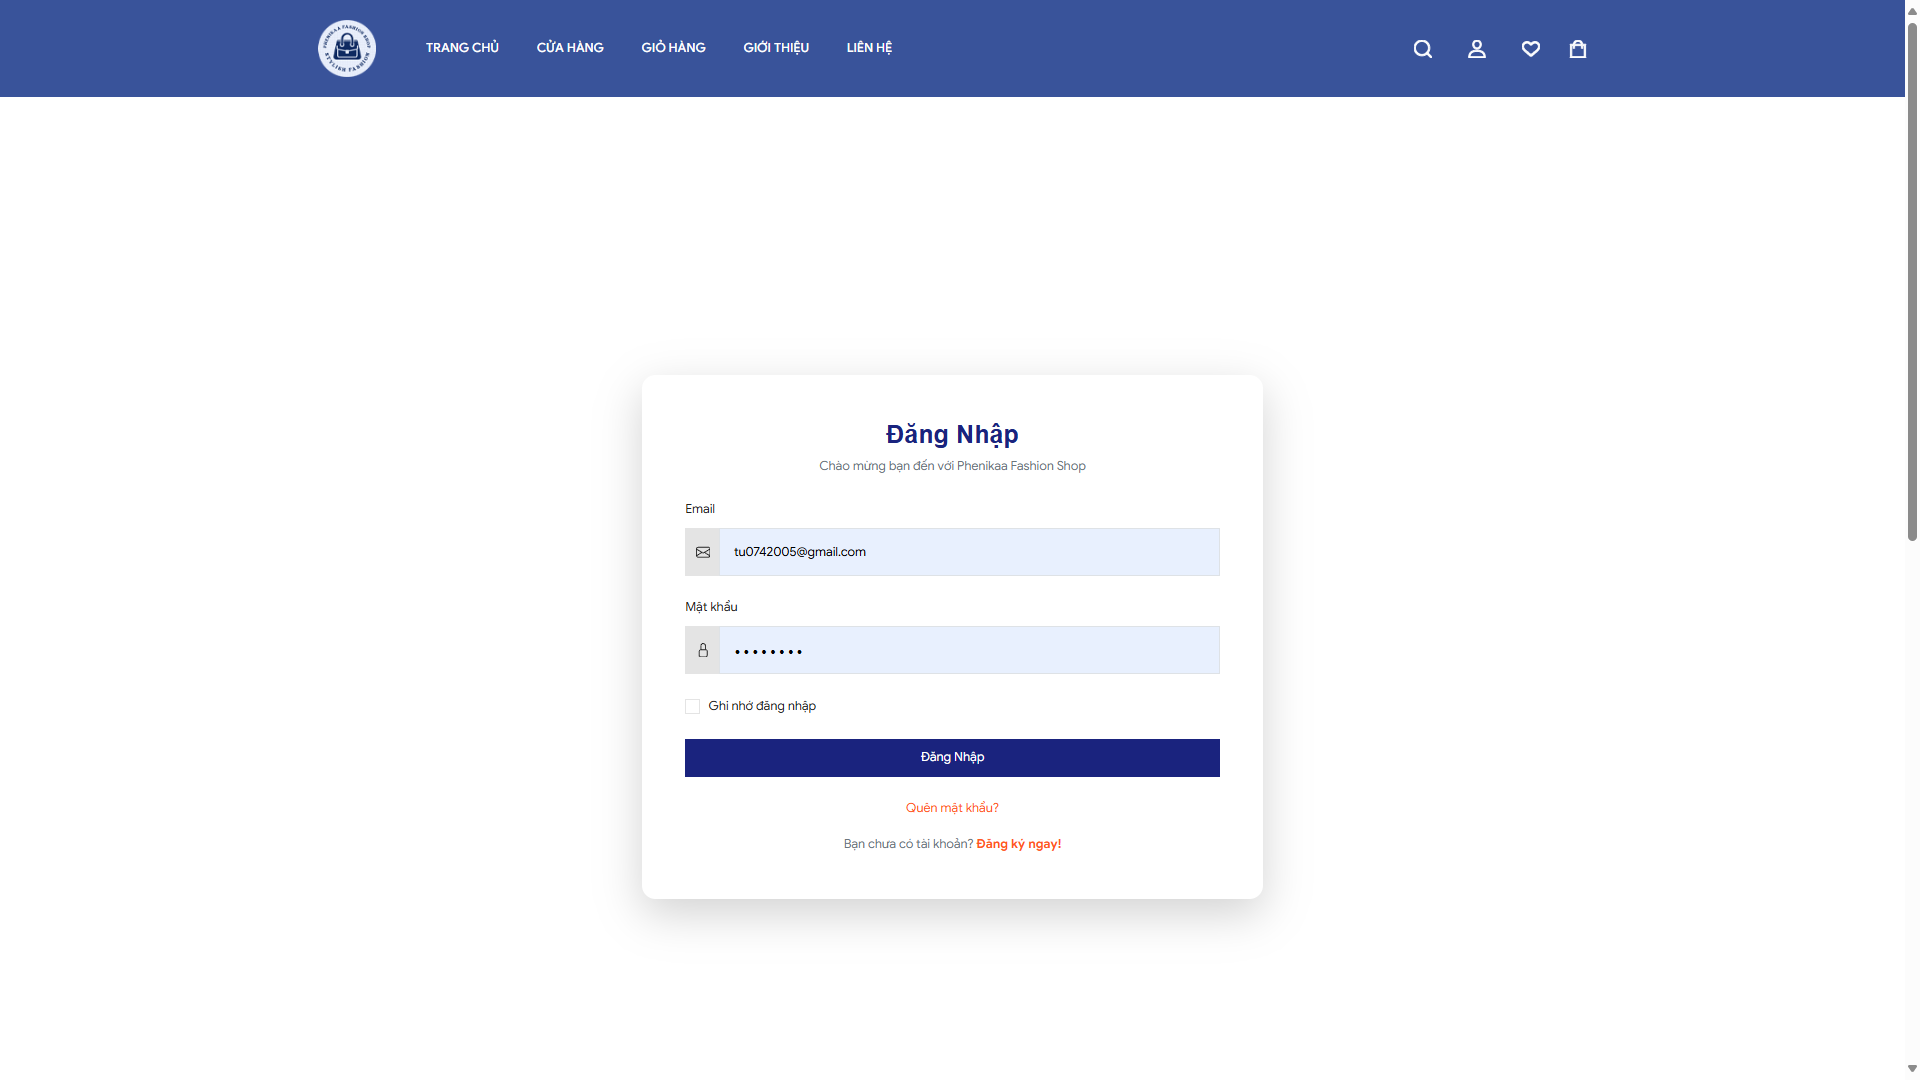 PHENIKAA FASHION SHOP
STYLISH FASHION
TRANG CHỦ
CỬA HÀNG
GIỎ HÀNG
GIỚI THIỆU
LIÊN HỆ
Đăng Nhập
Chào mừng bạn đến với Phenikaa Fashion Shop
Email
tu0742005@gmail.com
Mật khẩu
••••••••
Ghi nhớ đăng nhập
Đăng Nhập
Quên mật khẩu?
Bạn chưa có tài khoản? Đăng ký ngay!